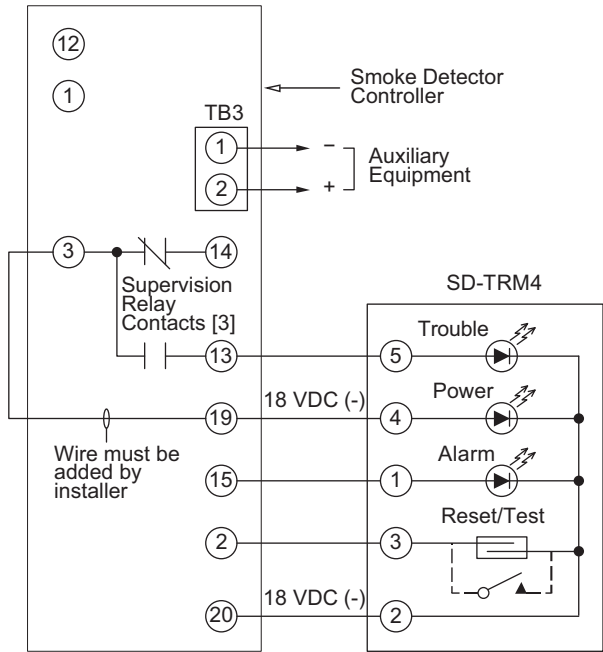 12
1
Smoke Detector
Controller
TB3
1
−
2
+
Auxiliary
Equipment
3
14
Supervision
Relay
Contacts [3]
SD-TRM4
13
5
Trouble
19
18 VDC (-)
4
Power
Wire must be
added by
installer
15
1
Alarm
2
3
Reset/Test
20
18 VDC (-)
2